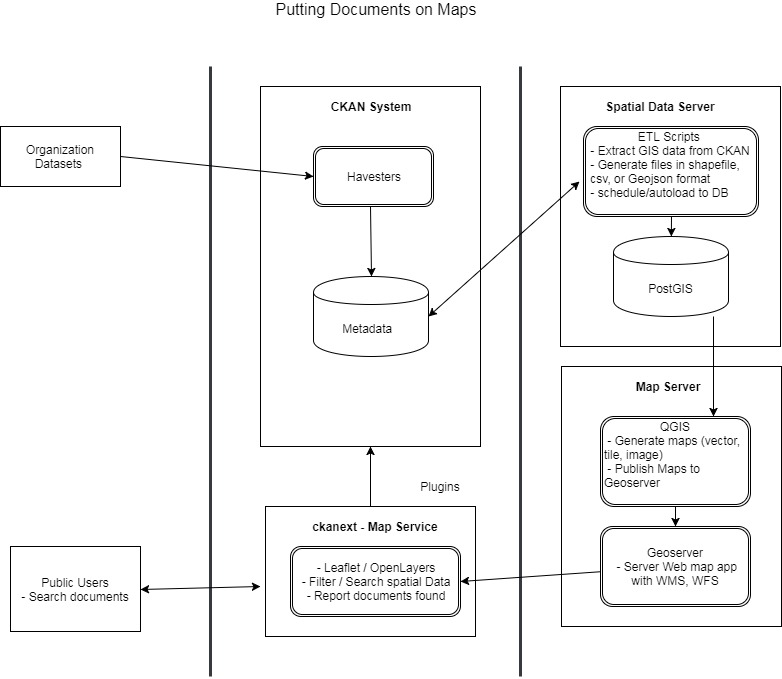 Putting Documents on Maps
Organization
Datasets
CKAN System
Havesters
Metadata
Spatial Data Server
ETL Scripts
- Extract GIS data from CKAN
- Generate files in shapefile,
csv, or Geojson format
- schedule/autoload to DB
PostGIS
Map Server
QGIS
- Generate maps (vector,
tile, image)
- Publish Maps to
Geoserver
Geoserver
- Server Web map app
with WMS, WFS
Plugins
ckanext - Map Service
- Leaflet / OpenLayers
- Filter / Search spatial Data
- Report documents found
Public Users
- Search documents